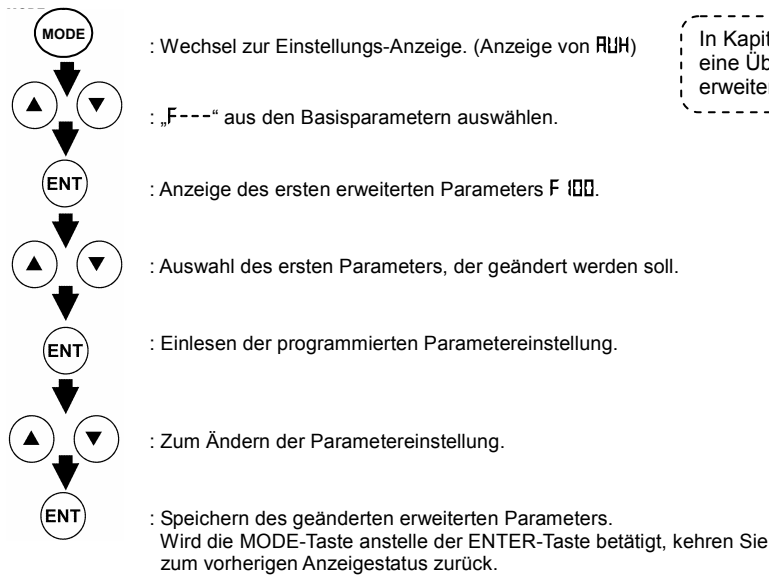 MODE
: Wechsel zur Einstellungs-Anzeige. (Anzeige von AUH)
In Kapit
eine Üb
erweiter
: „F---“ aus den Basisparametern auswählen.
ENT
: Anzeige des ersten erweiterten Parameters F 100.
: Auswahl des ersten Parameters, der geändert werden soll.
ENT
: Einlesen der programmierten Parametereinstellung.
: Zum Ändern der Parametereinstellung.
ENT
: Speichern des geänderten erweiterten Parameters.
Wird die MODE-Taste anstelle der ENTER-Taste betätigt, kehren Sie
zum vorherigen Anzeigestatus zurück.